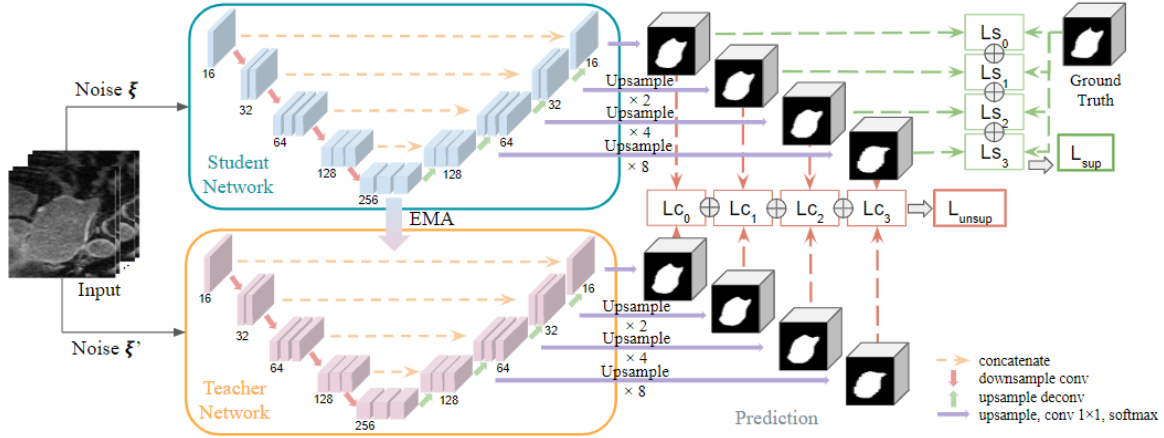 Noise ξ
Input
Noise ξ'
Student
Network
16
32
64
128
256
128
64
32
16
EMA
Teacher
Network
16
32
64
128
256
128
64
32
16
Upsample
× 2
Upsample
× 4
Upsample
× 8
Upsample
× 2
Upsample
× 4
Upsample
× 8
Ls₀
Ls₁
Ls₂
Ls₃
Ground
Truth
L_sup
Lc₀
Lc₁
Lc₂
Lc₃
L_unsup
Prediction
concatenate
downsample conv
upsample deconv
upsample, conv 1×1, softmax